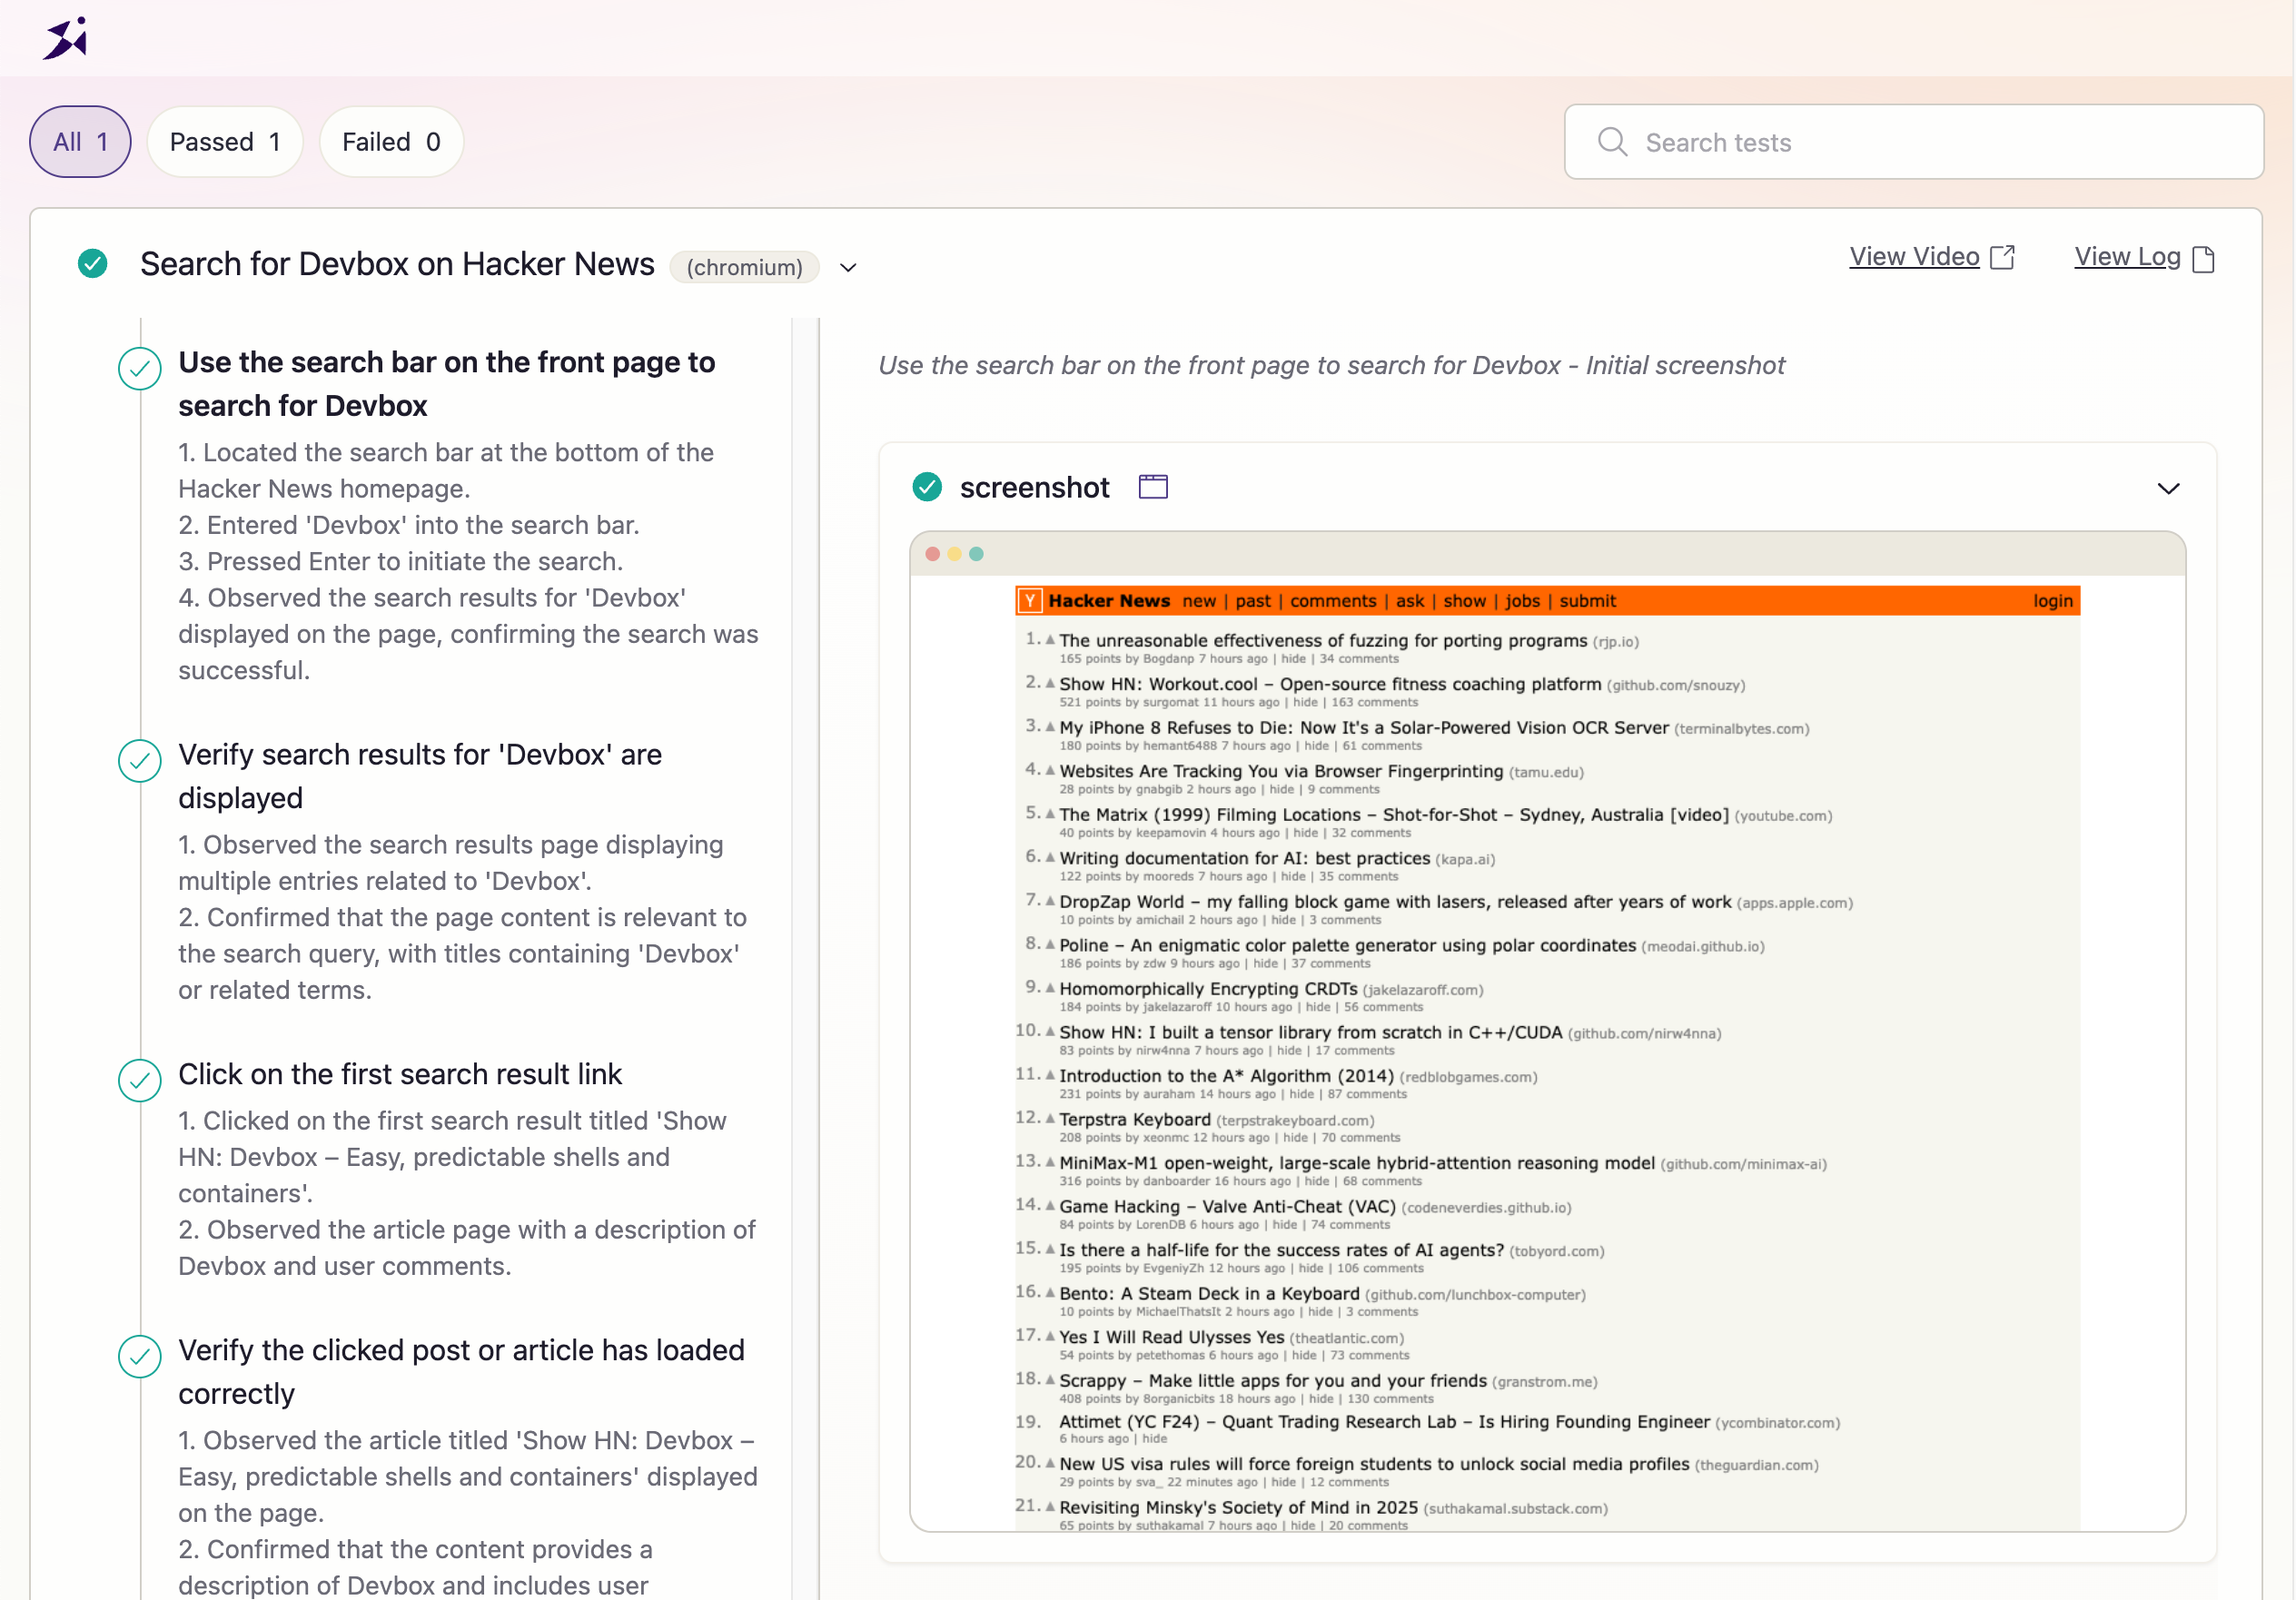 All 1
Passed 1
Failed 0
Search tests
Search for Devbox on Hacker News (chromium)
View Video
View Log
Use the search bar on the front page to
search for Devbox
1. Located the search bar at the bottom of the
Hacker News homepage.
2. Entered 'Devbox' into the search bar.
3. Pressed Enter to initiate the search.
4. Observed the search results for 'Devbox'
displayed on the page, confirming the search was
successful.
Verify search results for 'Devbox' are
displayed
1. Observed the search results page displaying
multiple entries related to 'Devbox'.
2. Confirmed that the page content is relevant to
the search query, with titles containing 'Devbox'
or related terms.
Click on the first search result link
1. Clicked on the first search result titled 'Show
HN: Devbox – Easy, predictable shells and
containers'.
2. Observed the article page with a description of
Devbox and user comments.
Verify the clicked post or article has loaded
correctly
1. Observed the article titled 'Show HN: Devbox –
Easy, predictable shells and containers' displayed
on the page.
2. Confirmed that the content provides a
description of Devbox and includes user
Use the search bar on the front page to search for Devbox - Initial screenshot
screenshot
Y Hacker News new | past | comments | ask | show | jobs | submit login
1. The unreasonable effectiveness of fuzzing for porting programs (rjp.io)
165 points by Bogdanp 7 hours ago | hide | 34 comments
2. Show HN: Workout.cool – Open-source fitness coaching platform (github.com/snouzy)
521 points by surgomat 11 hours ago | hide | 163 comments
3. My iPhone 8 Refuses to Die: Now It's a Solar-Powered Vision OCR Server (terminalbytes.com)
180 points by hemant6488 7 hours ago | hide | 61 comments
4. Websites Are Tracking You via Browser Fingerprinting (tamu.edu)
28 points by gnabgib 2 hours ago | hide | 9 comments
5. The Matrix (1999) Filming Locations – Shot-for-Shot – Sydney, Australia [video] (youtube.com)
40 points by keepamovin 4 hours ago | hide | 32 comments
6. Writing documentation for AI: best practices (kapa.ai)
122 points by mooreds 7 hours ago | hide | 35 comments
7. DropZap World – my falling block game with lasers, released after years of work (apps.apple.com)
10 points by amichail 2 hours ago | hide | 3 comments
8. Poline – An enigmatic color palette generator using polar coordinates (meodai.github.io)
186 points by zdw 9 hours ago | hide | 37 comments
9. Homomorphically Encrypting CRDTs (jakelazaroff.com)
184 points by jakelazaroff 10 hours ago | hide | 56 comments
10. Show HN: I built a tensor library from scratch in C++/CUDA (github.com/nirw4nna)
83 points by nirw4nna 7 hours ago | hide | 17 comments
11. Introduction to the A* Algorithm (2014) (redblobgames.com)
231 points by auraham 14 hours ago | hide | 87 comments
12. Terpstra Keyboard (terpstrakeyboard.com)
208 points by xeonmc 12 hours ago | hide | 70 comments
13. MiniMax-M1 open-weight, large-scale hybrid-attention reasoning model (github.com/minimax-ai)
316 points by danboarder 16 hours ago | hide | 68 comments
14. Game Hacking – Valve Anti-Cheat (VAC) (codeneverdies.github.io)
84 points by LorenDB 6 hours ago | hide | 74 comments
15. Is there a half-life for the success rates of AI agents? (tobyord.com)
195 points by EvgeniyZh 12 hours ago | hide | 106 comments
16. Bento: A Steam Deck in a Keyboard (github.com/lunchbox-computer)
10 points by MichaelThatsIt 2 hours ago | hide | 3 comments
17. Yes I Will Read Ulysses Yes (theatlantic.com)
54 points by petethomas 6 hours ago | hide | 73 comments
18. Scrappy – Make little apps for you and your friends (granstrom.me)
408 points by 8organicbits 18 hours ago | hide | 130 comments
19. Attimet (YC F24) – Quant Trading Research Lab – Is Hiring Founding Engineer (ycombinator.com)
6 hours ago | hide
20. New US visa rules will force foreign students to unlock social media profiles (theguardian.com)
29 points by sva_ 22 minutes ago | hide | 12 comments
21. Revisiting Minsky's Society of Mind in 2025 (suthakamal.substack.com)
65 points by suthakamal 7 hours ago | hide | 20 comments